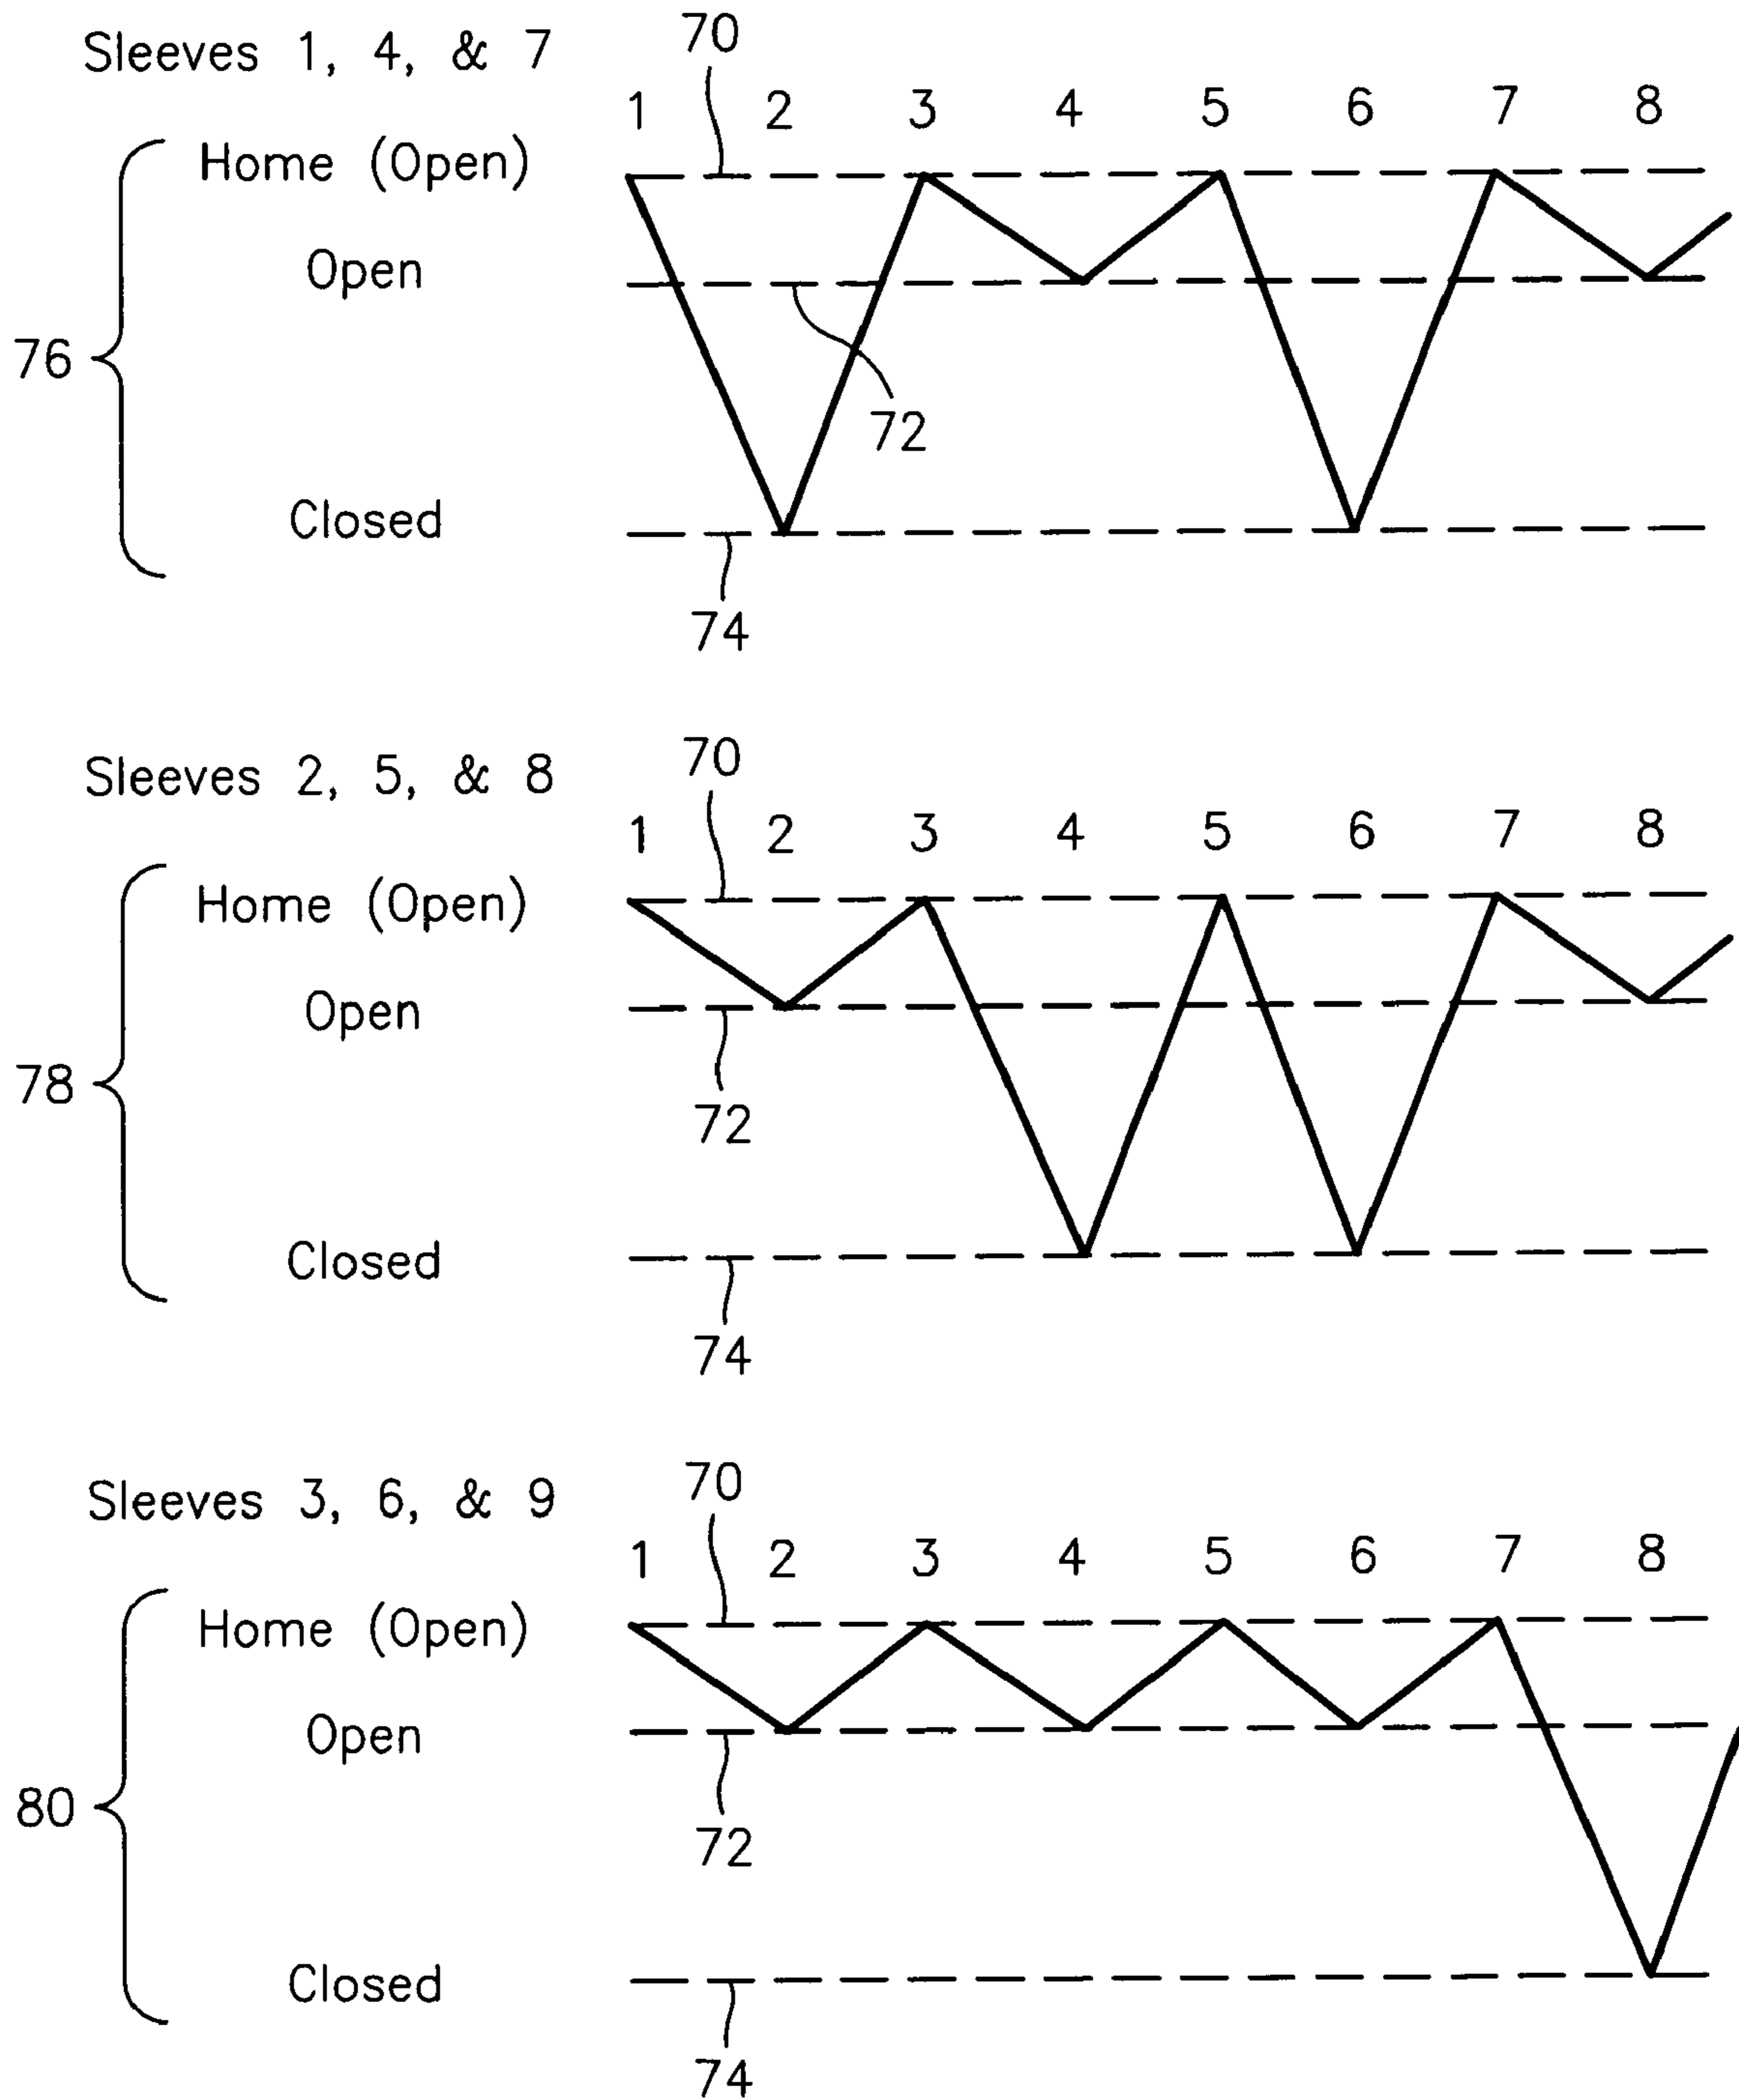 Sleeves 1, 4, & 7
70
1 2 3 4 5 6 7 8
Home (Open)
Open
76
72
Closed
74
Sleeves 2, 5, & 8
70
1 2 3 4 5 6 7 8
Home (Open)
Open
78
72
Closed
74
Sleeves 3, 6, & 9
70
1 2 3 4 5 6 7 8
Home (Open)
Open
80
72
Closed
74